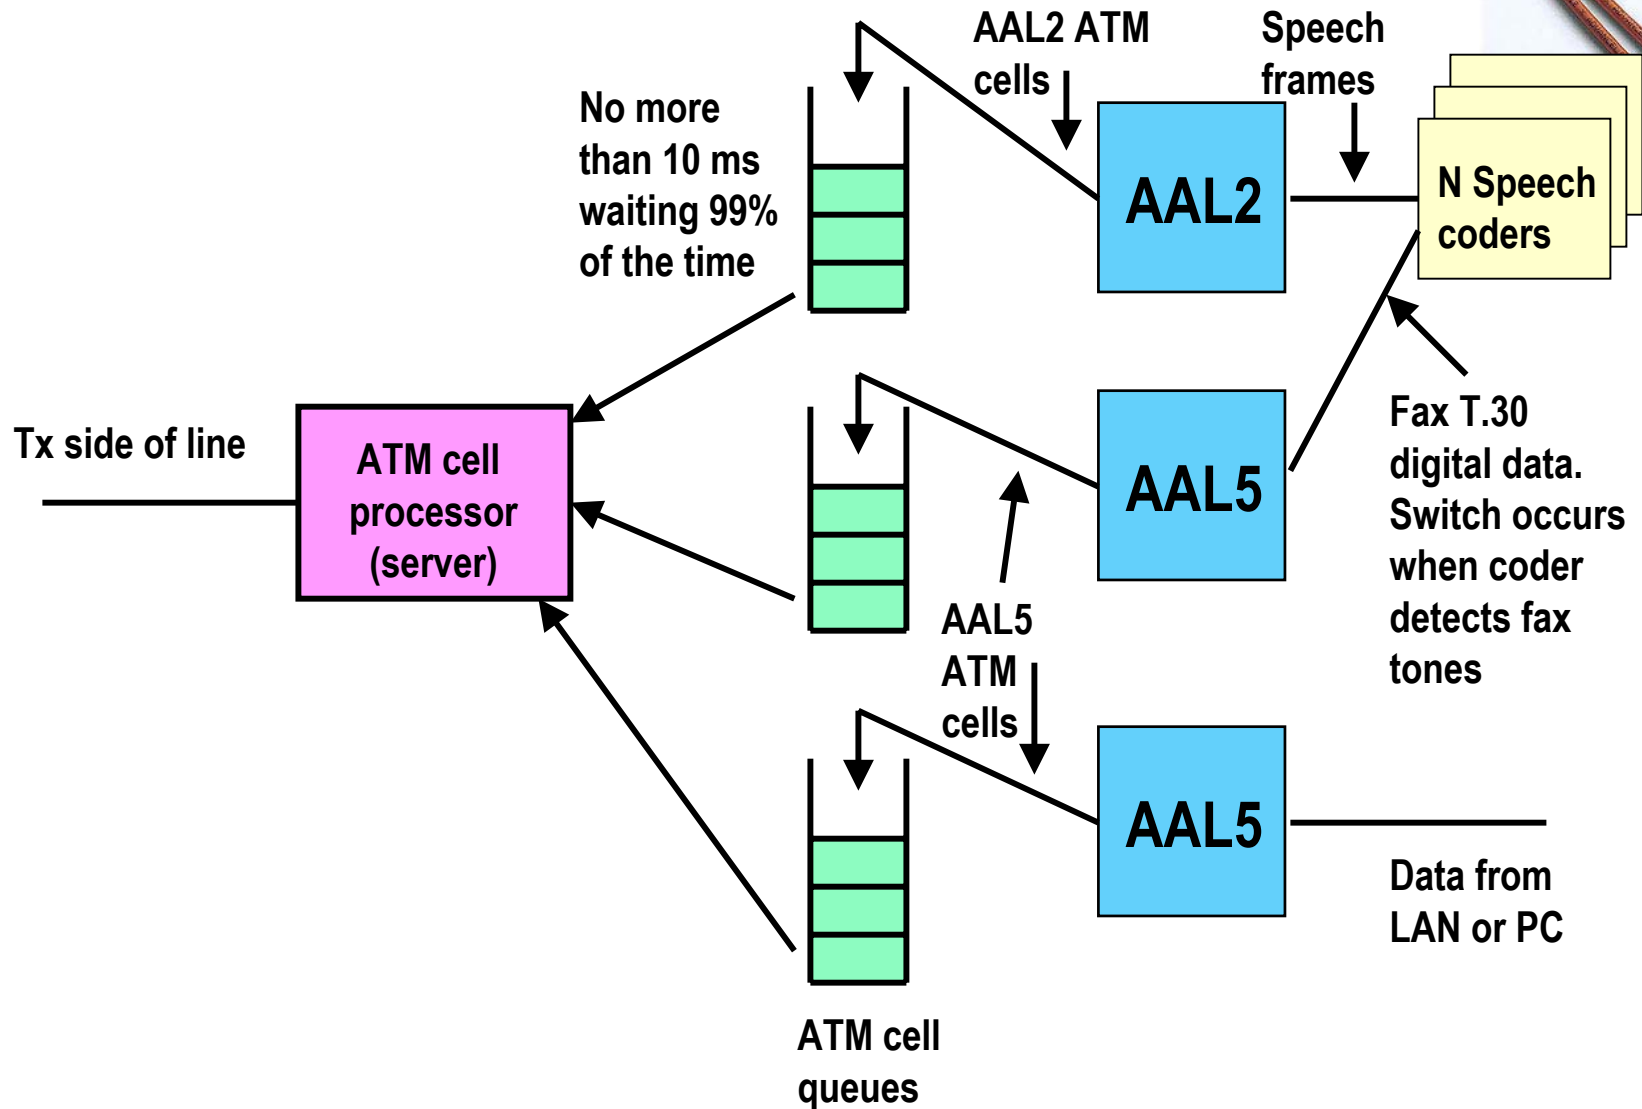 AAL2 ATM
cells
Speech
frames
No more
than 10 ms
waiting 99%
of the time
AAL2
N Speech
coders
Tx side of line
ATM cell
processor
(server)
AAL5
Fax T.30
digital data.
Switch occurs
when coder
detects fax
tones
AAL5
ATM
cells
AAL5
Data from
LAN or PC
ATM cell
queues